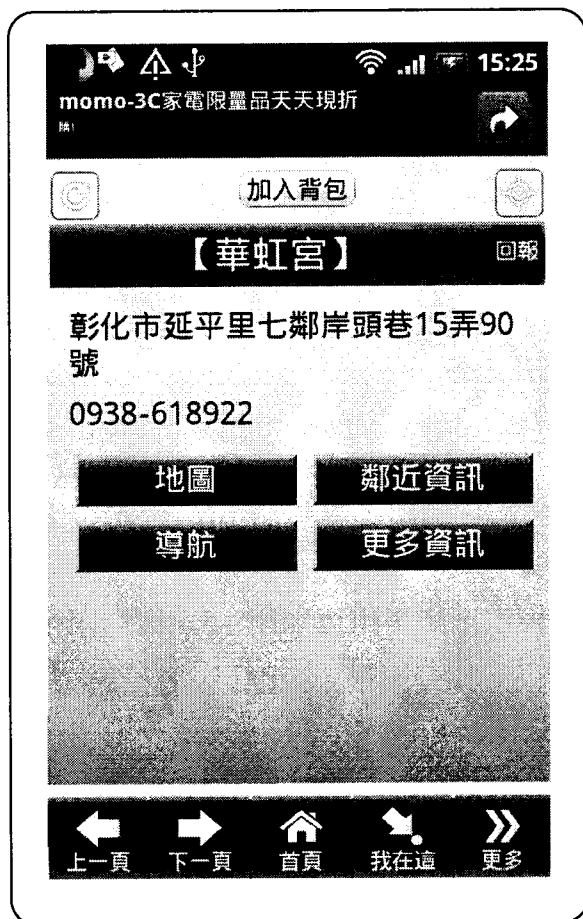 15:25
momo-3C家電限量品天天現折
購!
加入背包
【華虹宮】 回報
彰化市延平里七鄰岸頭巷15弄90
號
0938-618922
地圖 鄰近資訊
導航 更多資訊
上一頁 下一頁 首頁 我在這 更多